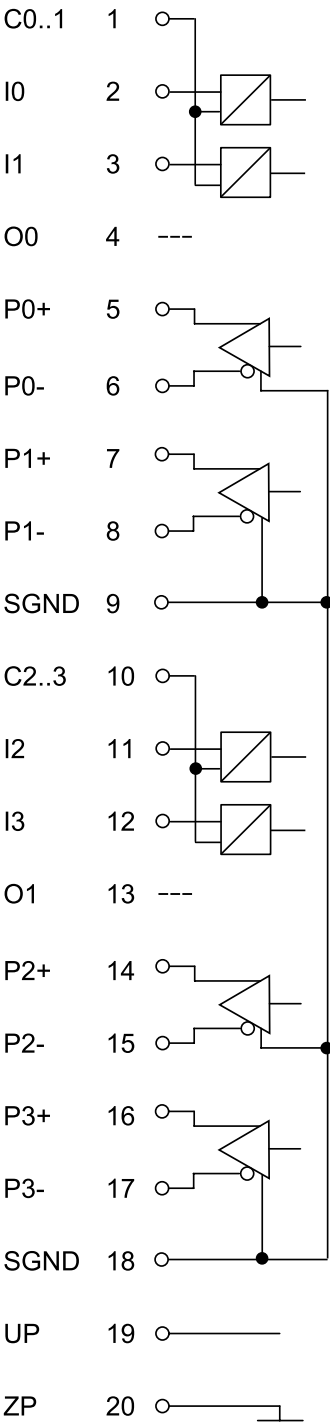 C0..1 1
I0 2
I1 3
O0 4
P0+ 5
P0- 6
P1+ 7
P1- 8
SGND 9
C2..3 10
I2 11
I3 12
O1 13
P2+ 14
P2- 15
P3+ 16
P3- 17
SGND 18
UP 19
ZP 20